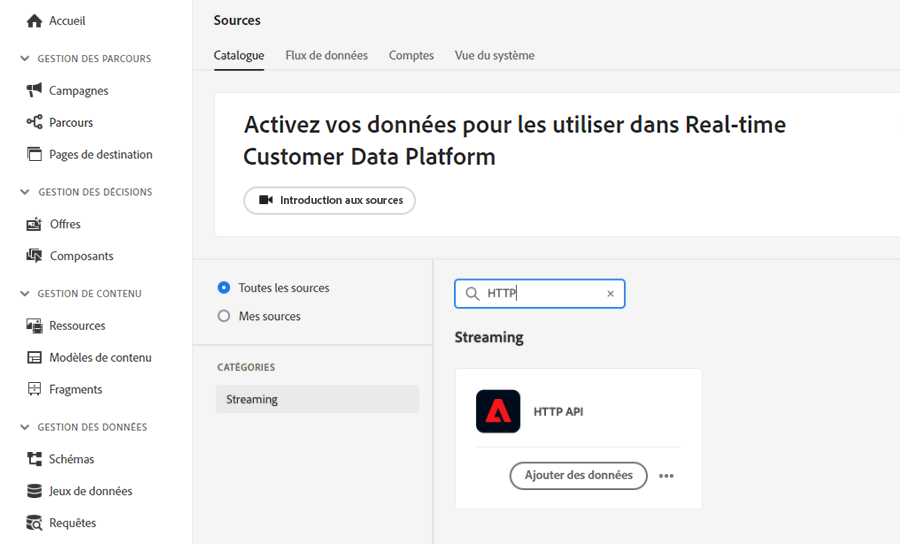 Accueil
GESTION DES PARCOURS
Campagnes
Parcours
Pages de destination
GESTION DES DÉCISIONS
Offres
Composants
GESTION DE CONTENU
Ressources
Modèles de contenu
Fragments
GESTION DES DONNÉES
Schémas
Jeux de données
Requêtes
Sources
Catalogue Flux de données Comptes Vue du système
Activez vos données pour les utiliser dans Real-time
Customer Data Platform
Introduction aux sources
Toutes les sources
Mes sources
CATÉGORIES
Streaming
HTTP
Streaming
HTTP API
Ajouter des données